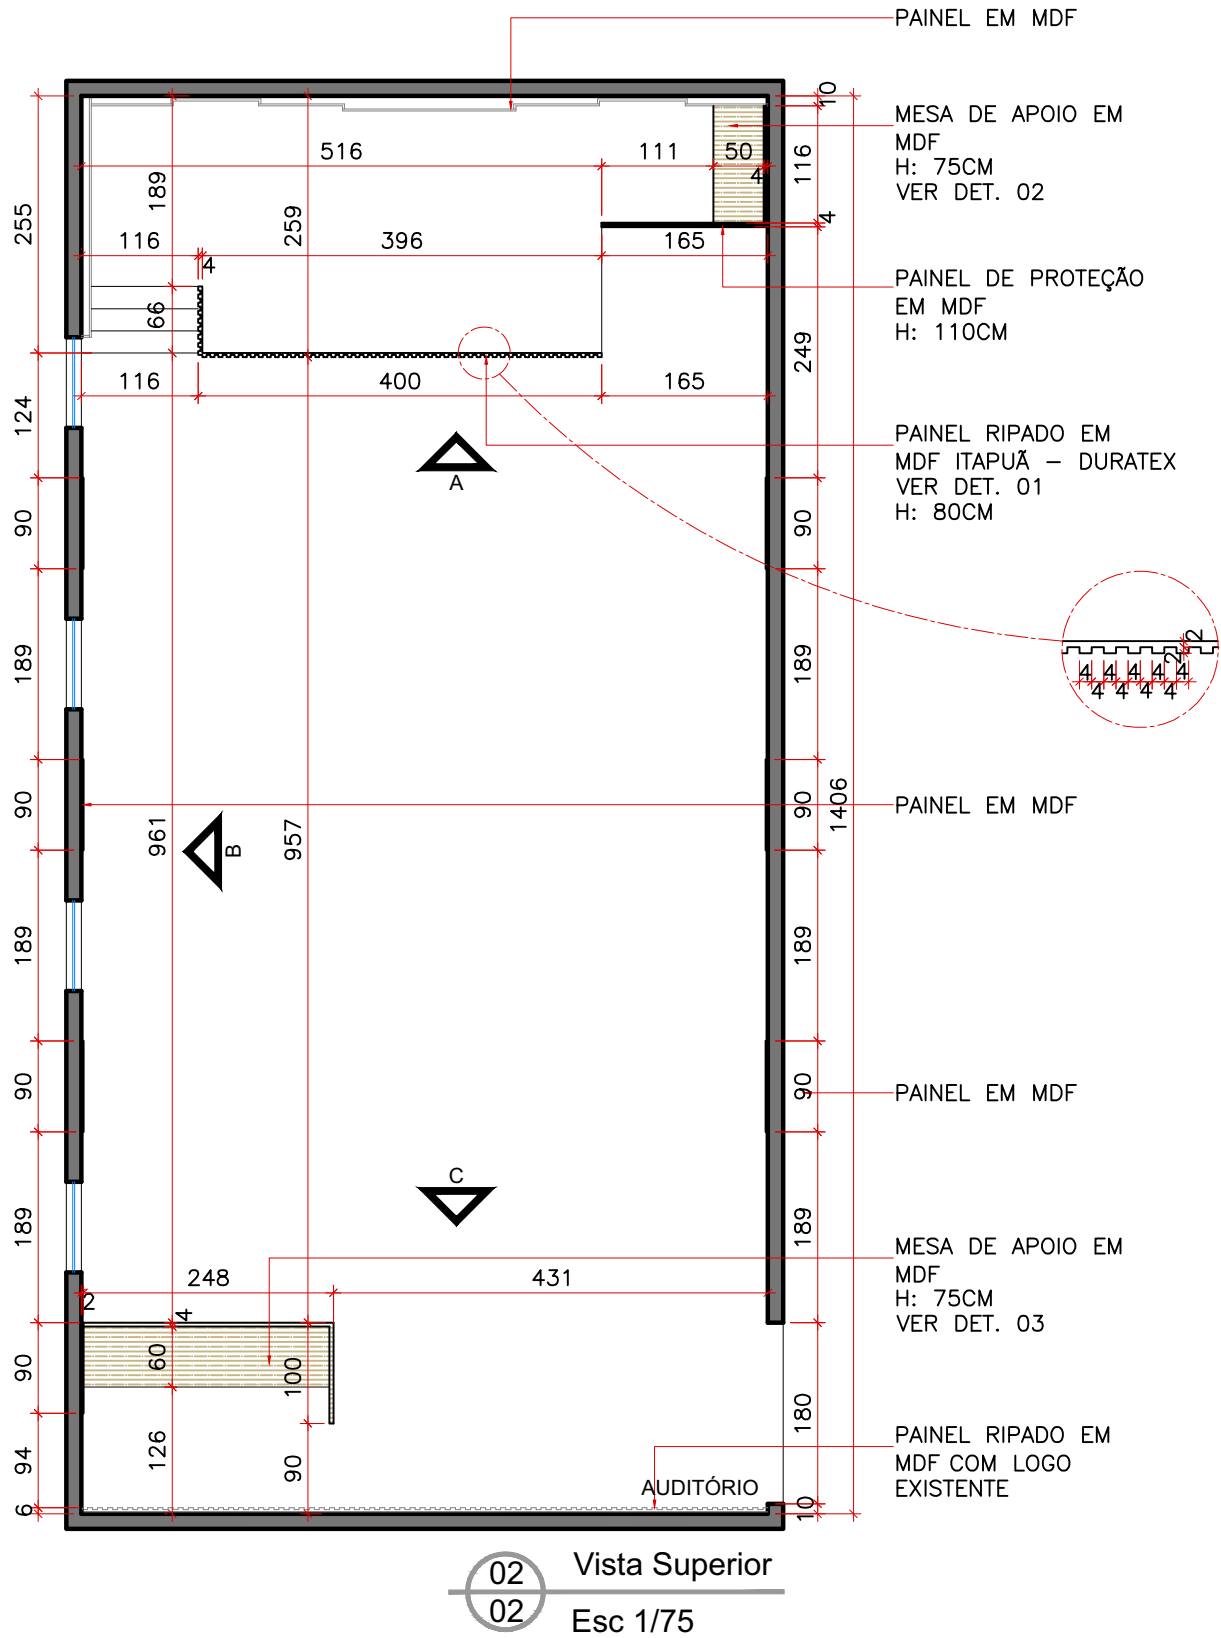 PAINEL EM MDF
10
MESA DE APOIO EM
MDF
H: 75CM
VER DET. 02
516
111
50
4
116
189
255
259
4
116
4
396
165
PAINEL DE PROTEÇÃO
EM MDF
H: 110CM
66
249
116
400
165
124
PAINEL RIPADO EM
MDF ITAPUÃ – DURATEX
VER DET. 01
H: 80CM
A
90
90
2
2
4 4 4 4 4
4 4 4 4
189
189
90
90
1406
PAINEL EM MDF
961
957
B
189
189
90
90
PAINEL EM MDF
C
189
189
MESA DE APOIO EM
MDF
H: 75CM
VER DET. 03
248
431
2
4
90
60
100
180
94
126
90
PAINEL RIPADO EM
MDF COM LOGO
EXISTENTE
AUDITÓRIO
6
10
02
Vista Superior
02
Esc 1/75